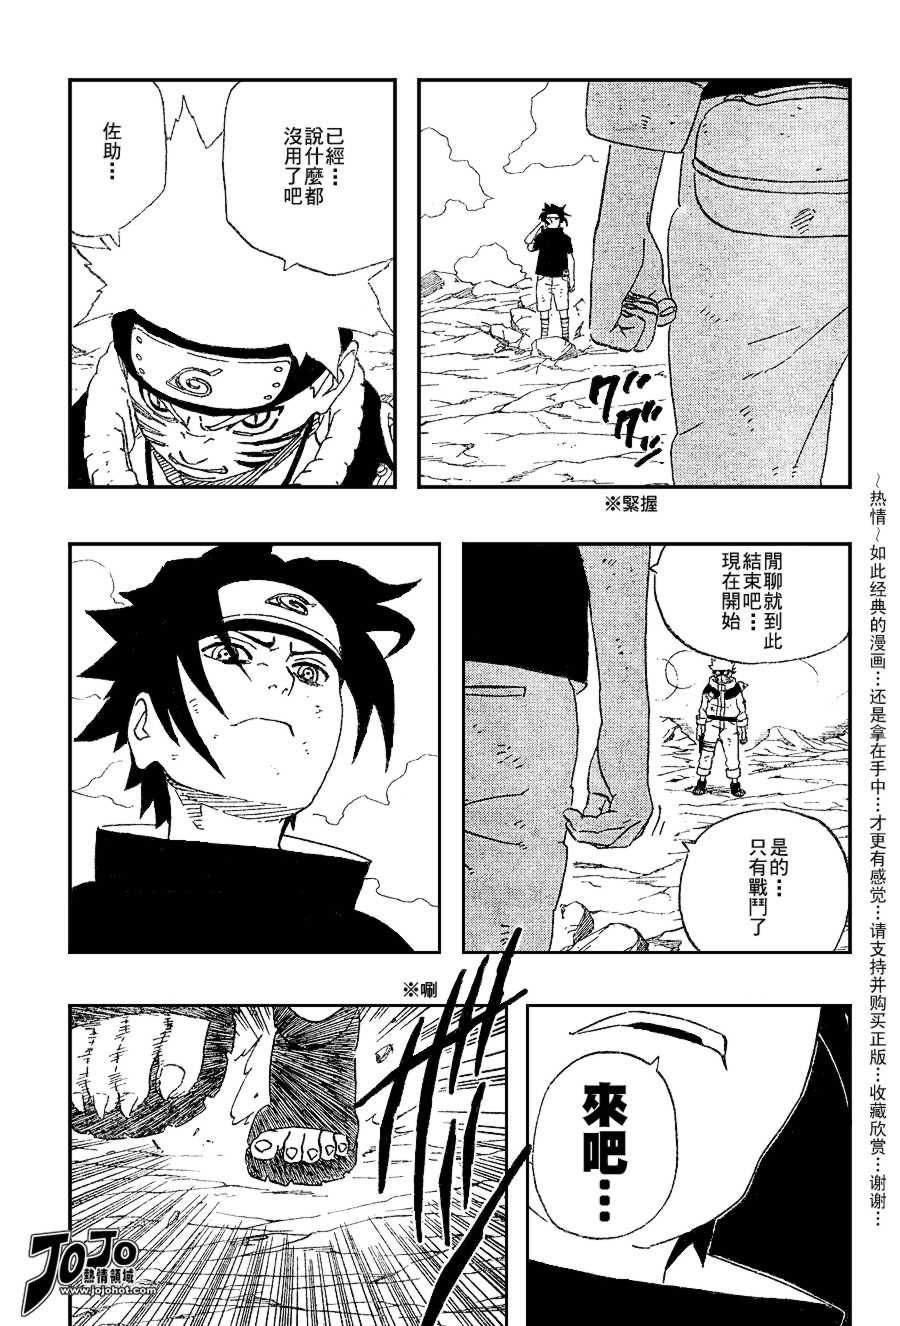 グッ
グッ
※緊握
已經…
說什麼都
沒用了吧
佐助…
閒聊就到此
結束吧…
現在開始
是的…
只有戰鬥了
來吧…
※唰
～热情～如此经典的漫画…还是拿在手中…才更有感觉…请支持并购买正版…收藏欣赏…谢谢…
JOJO
熱情領域
www.jojohot.com